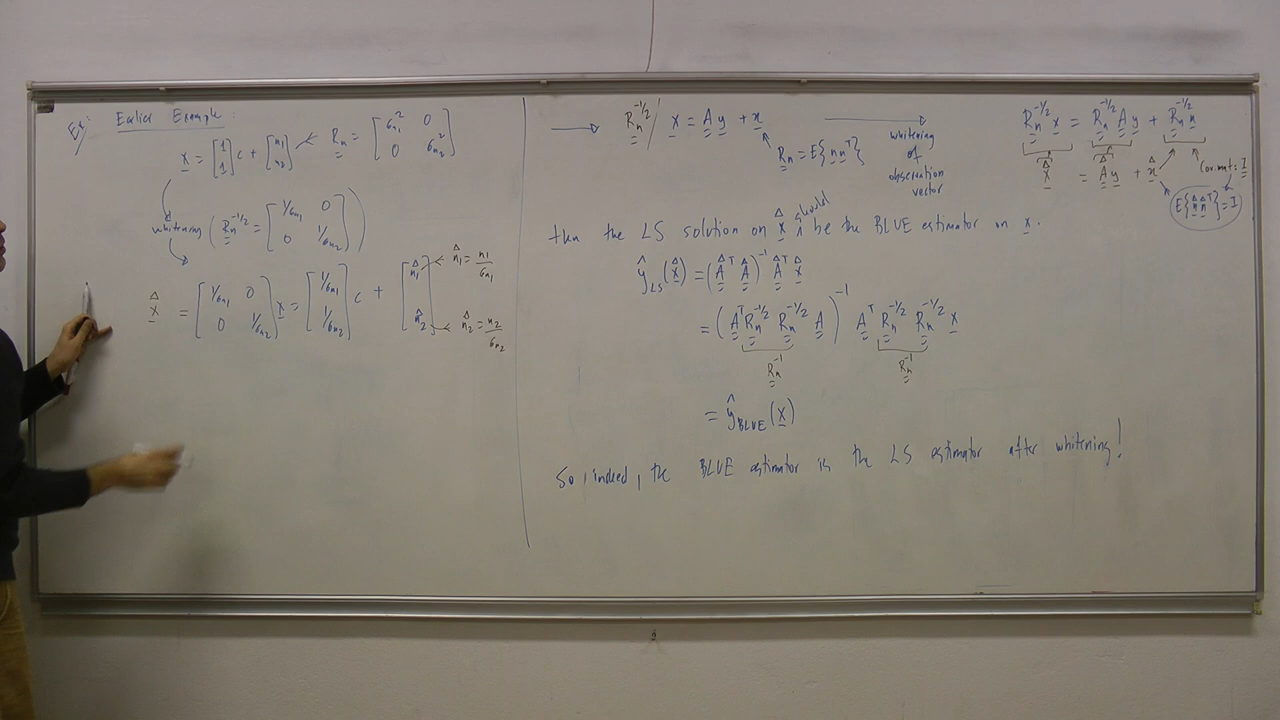 Ex: Earlier Example:
x = [1 1] c + [n1 n2] ← Rn = [σn1² 0 0 σn2²]
whitening (Rn^-1/2 = [1/σn1 0 0 1/σn2])
x̂ = [1/σn1 0 0 1/σn2] x = [1/σn1 1/σn2] c + [n̂1 n̂2]
n̂1 = n1/σn1
n̂2 = n2/σn2
→ Rn^-1/2 / x = A y + n →
Rn = E{n nᵀ}
whitening
of
observation
vector
Rn^-1/2 x = Rn^-1/2 A y + Rn^-1/2 n
x̂ = Â y + n̂
Cov. mat: I
E{n̂ n̂ᵀ} = I
then the LS solution on x̂ should be the BLUE estimator on x.
ŷLS(x̂) = (Âᵀ Â)^-1 Âᵀ x̂
= (Aᵀ Rn^-1/2 Rn^-1/2 A)^-1 Aᵀ Rn^-1/2 Rn^-1/2 x
Rn^-1 Rn^-1
= ŷBLUE(x)
So, indeed, the BLUE estimator is the LS estimator after whitening!